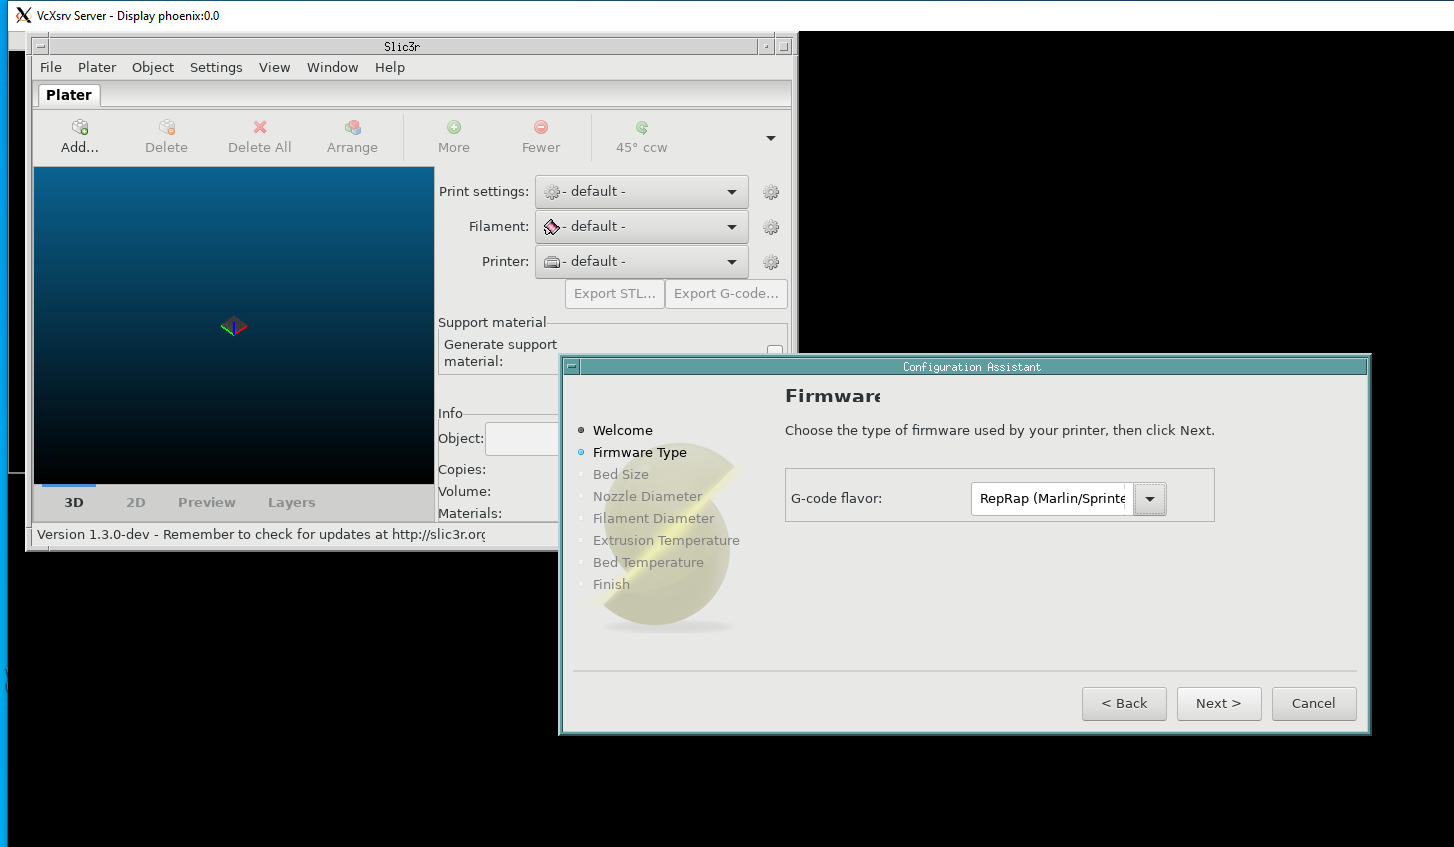 VcXsrv Server - Display phoenix:0.0
Slic3r
File Plater Object Settings View Window Help
Plater
Add... Delete Delete All Arrange More Fewer 45° ccw
Print settings: - default -
Filament: - default -
Printer: - default -
Export STL... Export G-code...
Support material
Generate support
material:
Info
Object:
Copies:
Volume:
Materials:
3D 2D Preview Layers
Version 1.3.0-dev - Remember to check for updates at http://slic3r.org
Configuration Assistant
Firmware
Choose the type of firmware used by your printer, then click Next.
Welcome
Firmware Type
Bed Size
Nozzle Diameter
Filament Diameter
Extrusion Temperature
Bed Temperature
Finish
G-code flavor: RepRap (Marlin/Sprinte
< Back Next > Cancel